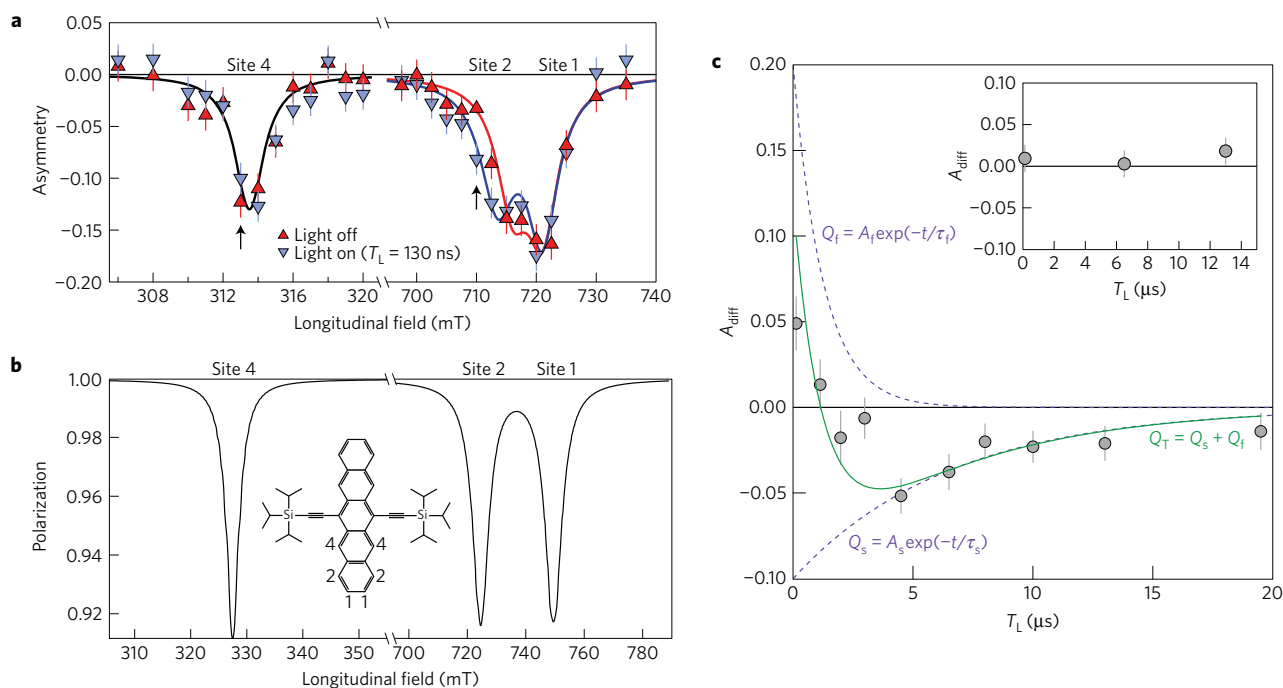 a
0.05
0.00
−0.05
−0.10
−0.15
−0.20
Asymmetry
Site 4
Site 2
Site 1
Light off
Light on (T_L = 130 ns)
308
312
316
320
700
710
720
730
740
Longitudinal field (mT)
b
1.00
0.98
0.96
0.94
0.92
Polarization
Site 4
Site 2
Site 1
Si
Si
4
4
2
2
1
1
310
320
330
340
350
700
720
740
760
780
Longitudinal field (mT)
c
0.20
0.15
0.10
0.05
0.00
−0.05
−0.10
A_diff
Q_f = A_f exp(−t/τ_f)
Q_T = Q_s + Q_f
Q_s = A_s exp(−t/τ_s)
0
5
10
15
20
T_L (μs)
0.10
0.05
0.00
−0.05
−0.10
A_diff
0
2
4
6
8
10
12
14
T_L (μs)